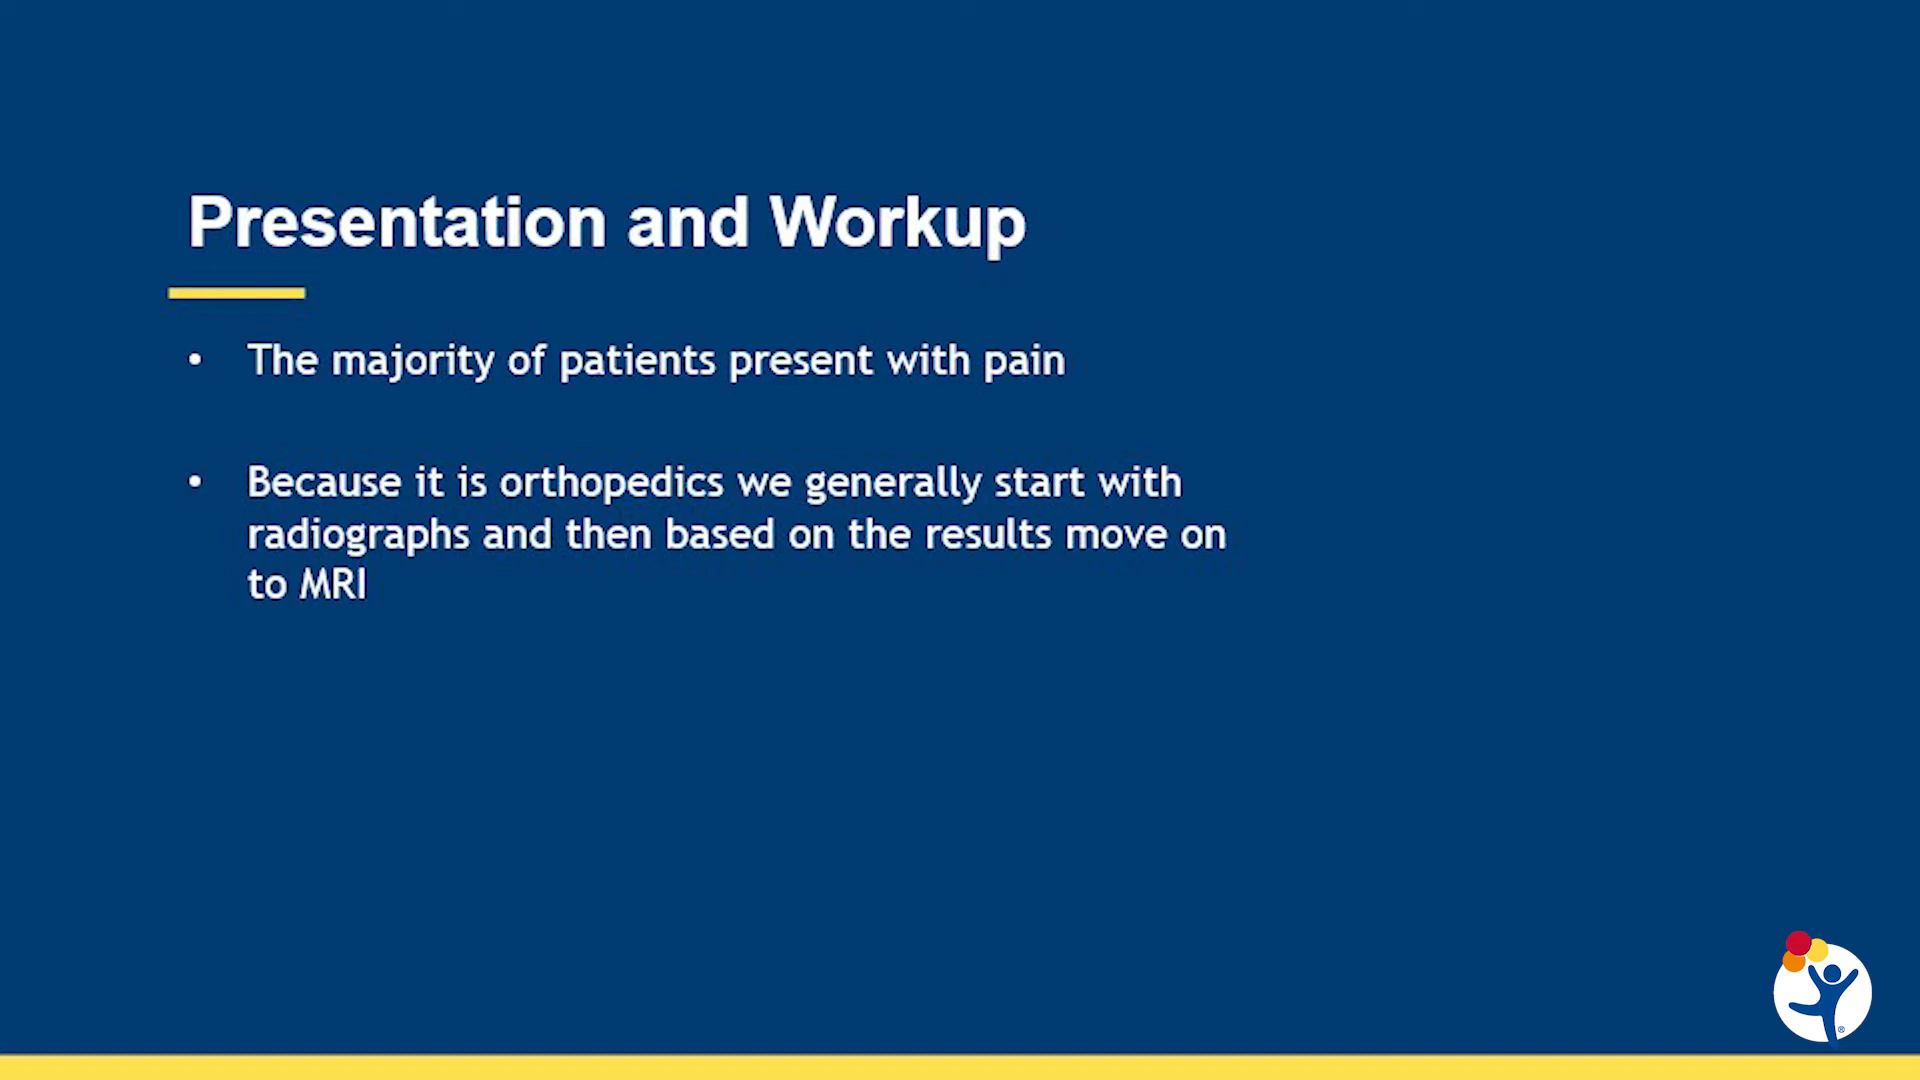 Presentation and Workup
• The majority of patients present with pain
• Because it is orthopedics we generally start with
radiographs and then based on the results move on
to MRI
®